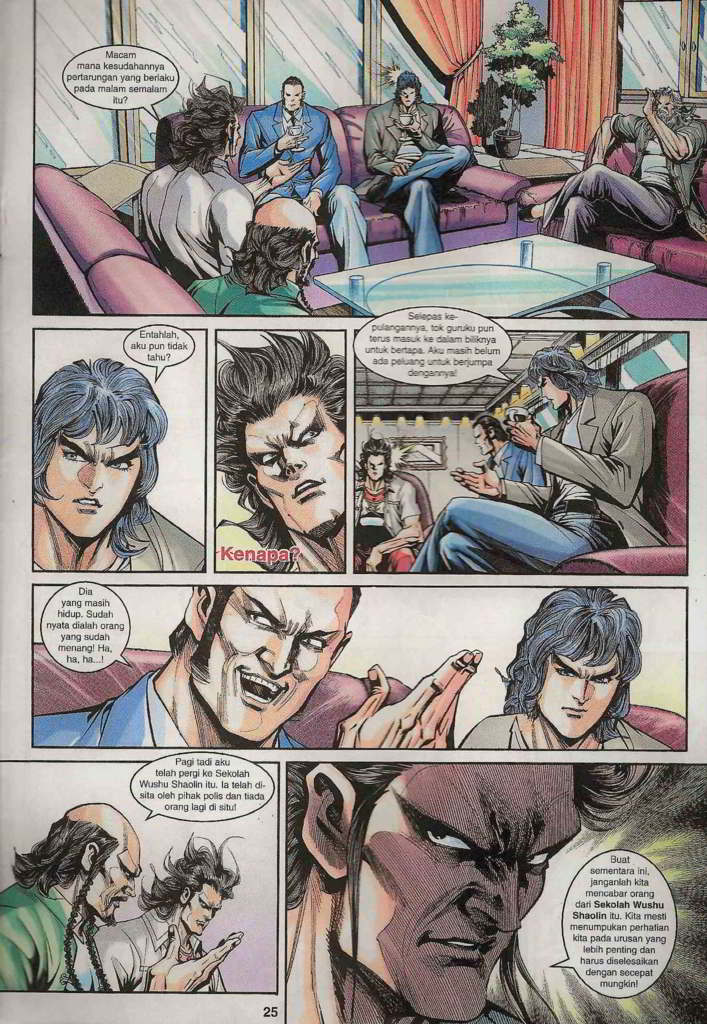 Macam
mana kesudahannya
pertarungan yang berlaku
pada malam semalam
itu?
Entahlah,
aku pun tidak
tahu?
Kenapa?
Selepas ke-
pulangannya, tok guruku pun
terus masuk ke dalam biliknya
untuk bertapa. Aku masih belum
ada peluang untuk berjumpa
dengannya!
Dia
yang masih
hidup. Sudah
nyata dialah orang
yang sudah
menang! Ha,
ha, ha...!
Pagi tadi aku
telah pergi ke Sekolah
Wushu Shaolin itu. Ia telah di-
sita oleh pihak polis dan tiada
orang lagi di situ!
Buat
sementara ini,
janganlah kita
mencabar orang
dari Sekolah Wushu
Shaolin itu. Kita mesti
menumpukan perhatian
kita pada urusan yang
lebih penting dan
harus diselesaikan
dengan secepat
mungkin!
25